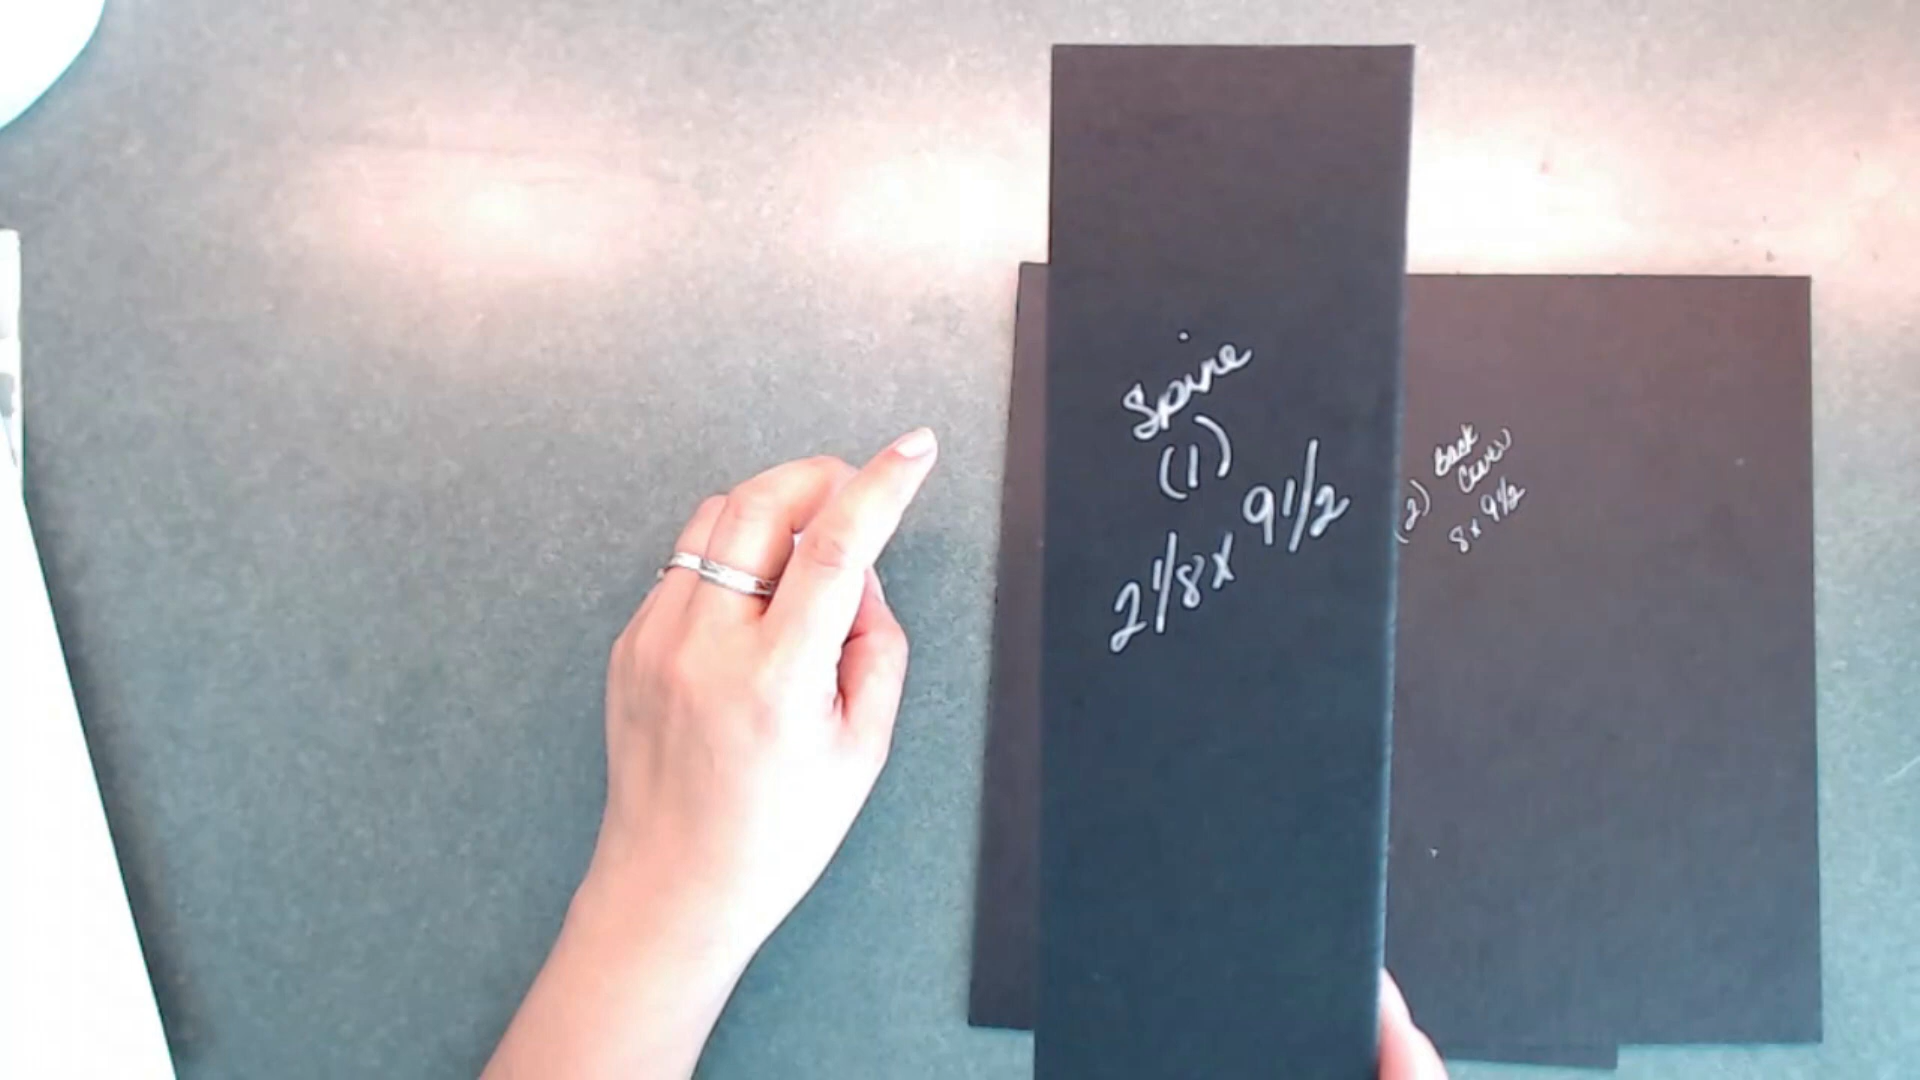 Spine
(1)
2 1/8 x 9 1/2
(2) Back
Cover
8 x 9 1/2